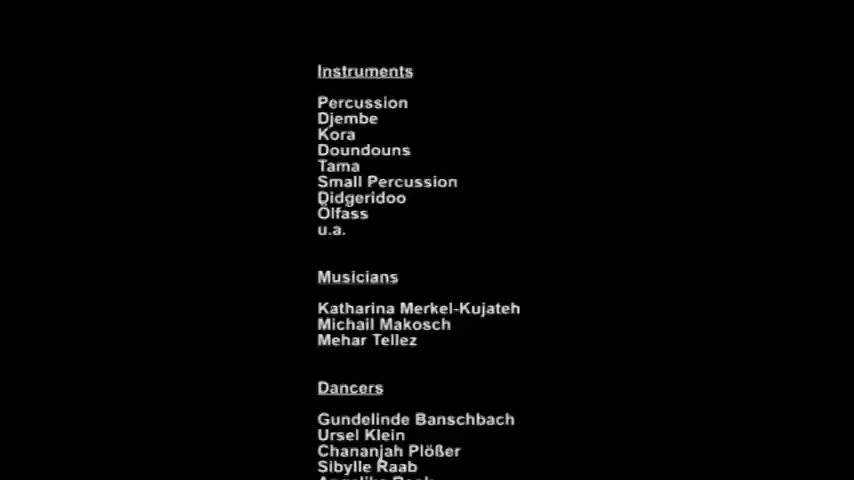 Instruments
Percussion
Djembe
Kora
Doundouns
Tama
Small Percussion
Didgeridoo
Ölfass
u.a.
Musicians
Katharina Merkel-Kujateh
Michail Makosch
Mehar Tellez
Dancers
Gundelinde Banschbach
Ursel Klein
Chananjah Plößer
Sibylle Raab